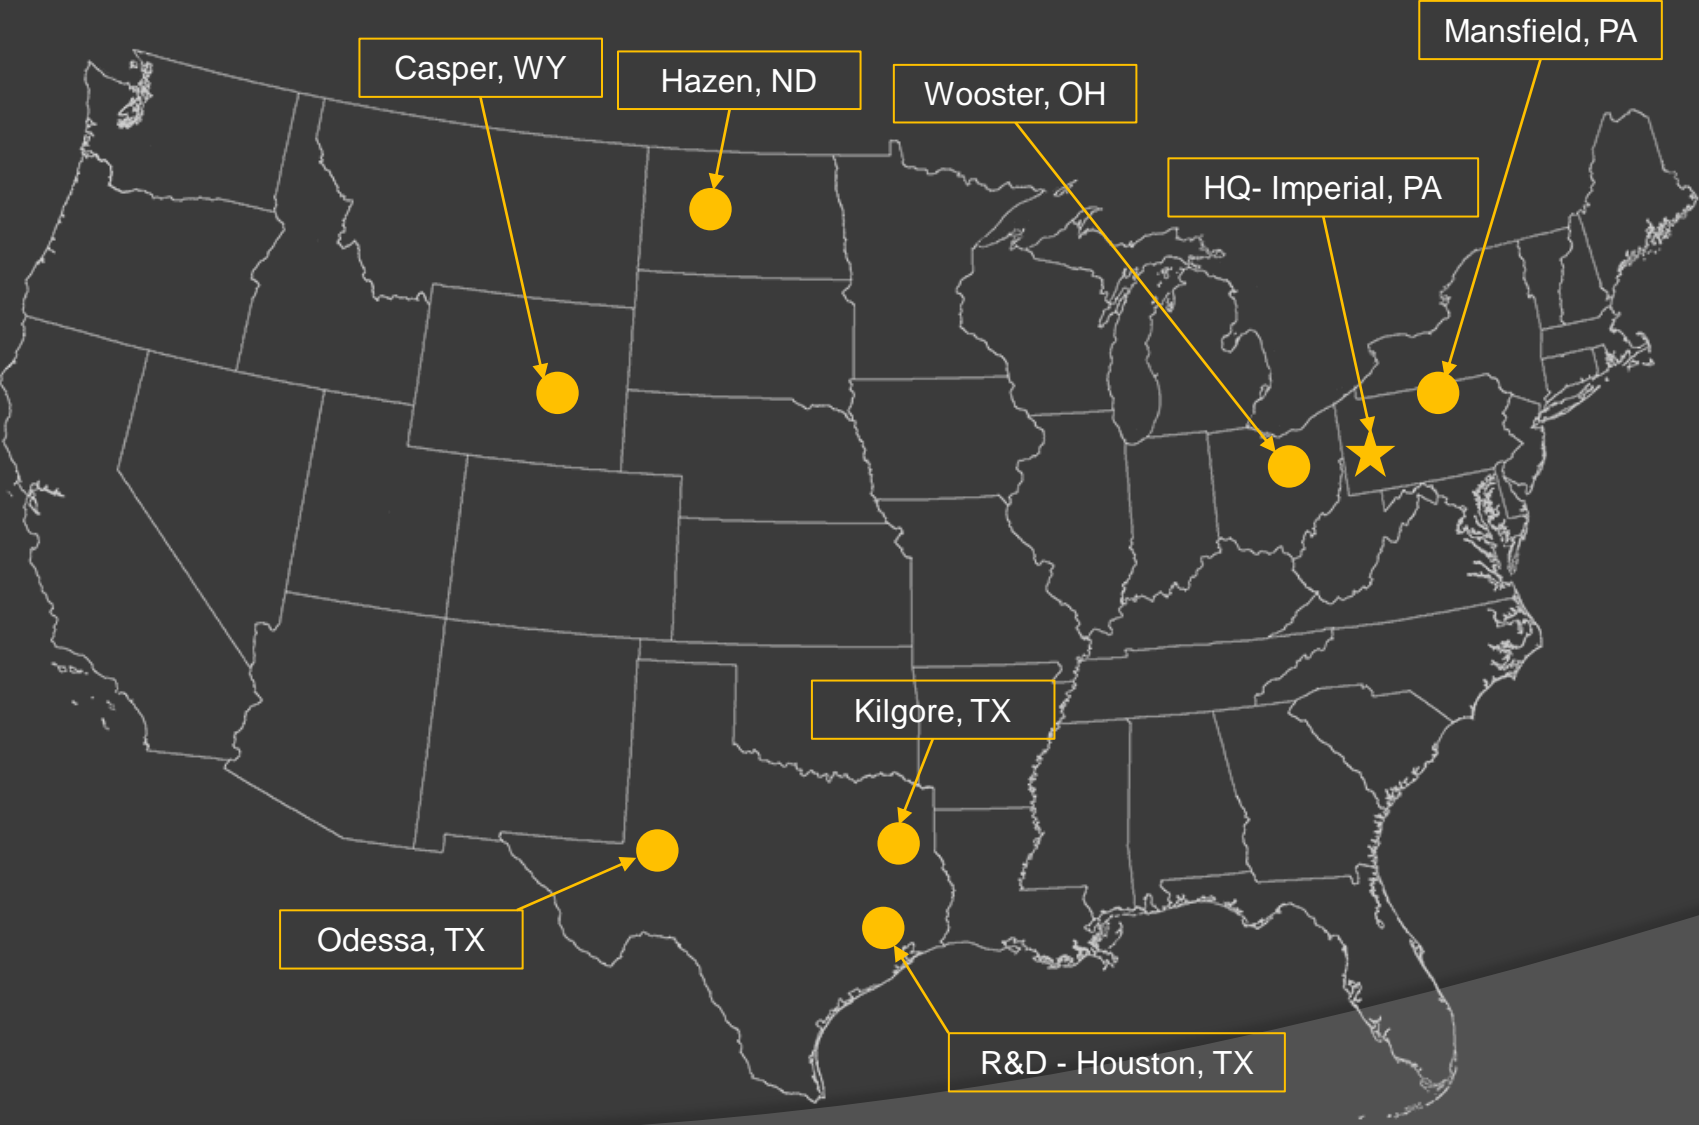 Mansfield, PA
Casper, WY
Hazen, ND
Wooster, OH
HQ- Imperial, PA
Kilgore, TX
Odessa, TX
R&D - Houston, TX